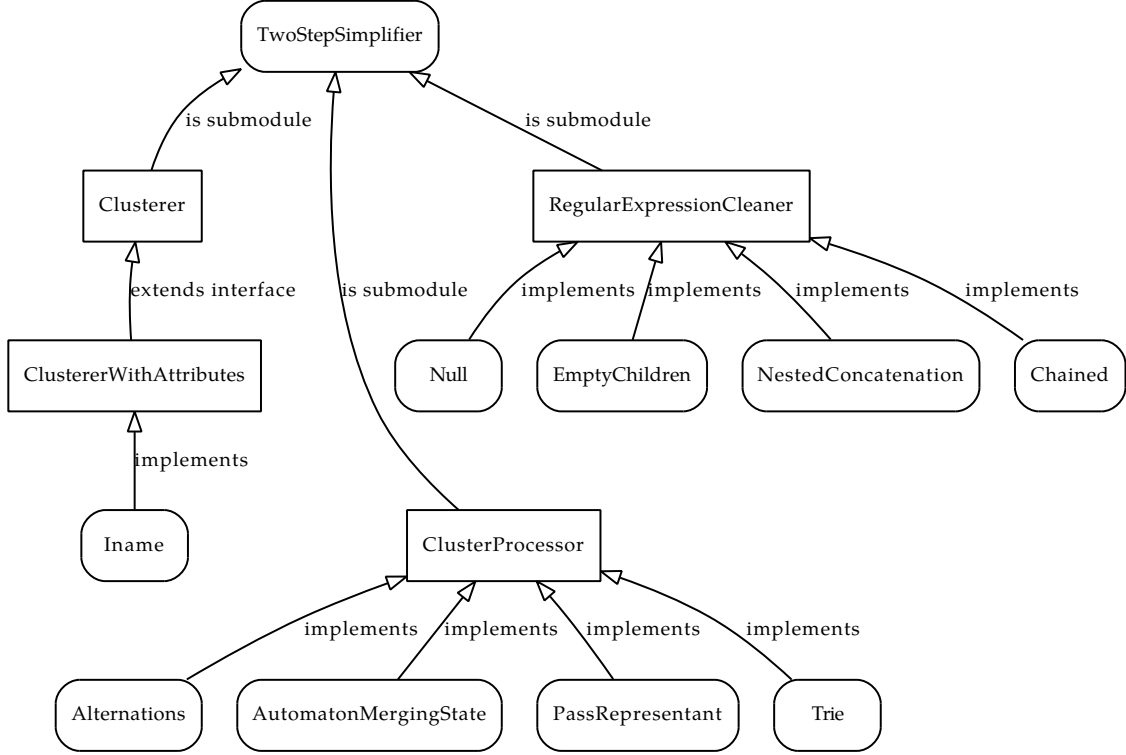 TwoStepSimplifier
is submodule
is submodule
Clusterer
RegularExpressionCleaner
extends interface
is submodule
implements
implements
implements
implements
ClustererWithAttributes
Null
EmptyChildren
NestedConcatenation
Chained
implements
Iname
ClusterProcessor
implements
implements
implements
implements
Alternations
AutomatonMergingState
PassRepresentant
Trie